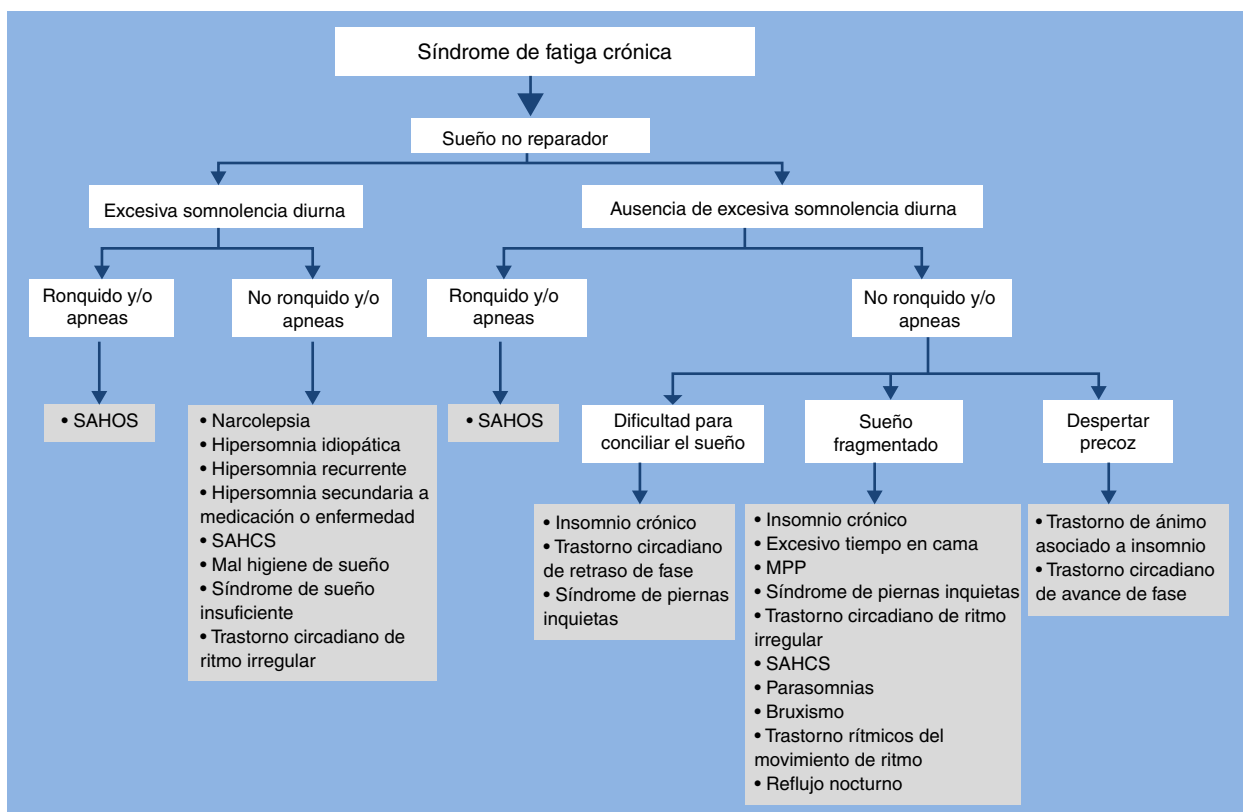 Síndrome de fatiga crónica
Sueño no reparador
Excesiva somnolencia diurna
Ausencia de excesiva somnolencia diurna
Ronquido y/o
apneas
No ronquido y/o
apneas
Ronquido y/o
apneas
No ronquido y/o
apneas
• SAHOS
• Narcolepsia
• Hipersomnia idiopática
• Hipersomnia recurrente
• Hipersomnia secundaria a
medicación o enfermedad
• SAHCS
• Mal higiene de sueño
• Síndrome de sueño
insuficiente
• Trastorno circadiano de
ritmo irregular
• SAHOS
Dificultad para
conciliar el sueño
Sueño
fragmentado
Despertar
precoz
• Insomnio crónico
• Trastorno circadiano
de retraso de fase
• Síndrome de piernas
inquietas
• Insomnio crónico
• Excesivo tiempo en cama
• MPP
• Síndrome de piernas inquietas
• Trastorno circadiano de ritmo
irregular
• SAHCS
• Parasomnias
• Bruxismo
• Trastorno rítmicos del
movimiento de ritmo
• Reflujo nocturno
• Trastorno de ánimo
asociado a insomnio
• Trastorno circadiano
de avance de fase